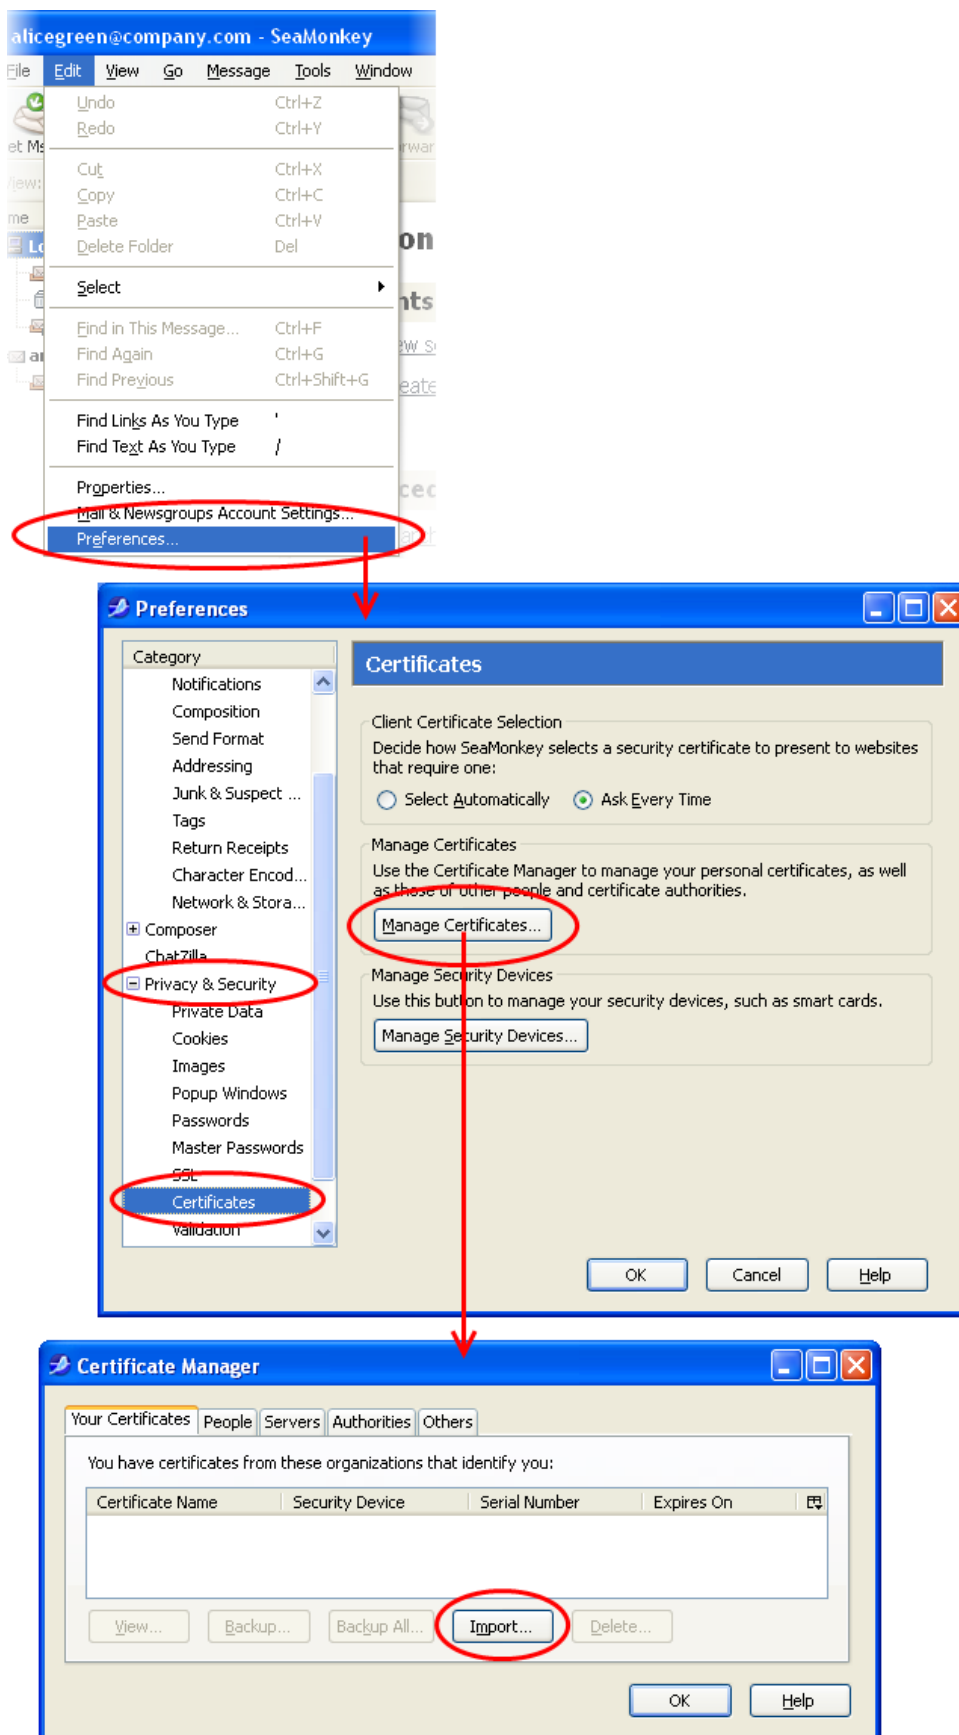 alicegreen@company.com - SeaMonkey
File Edit View Go Message Tools Window
Undo Ctrl+Z
Redo Ctrl+Y
Cut Ctrl+X
Copy Ctrl+C
Paste Ctrl+V
Delete Folder Del
Select
Find in This Message... Ctrl+F
Find Again Ctrl+G
Find Previous Ctrl+Shift+G
Find Links As You Type '
Find Text As You Type /
Properties...
Mail & Newsgroups Account Settings...
Preferences...
Preferences
Category
Notifications
Composition
Send Format
Addressing
Junk & Suspect ...
Tags
Return Receipts
Character Encod...
Network & Stora...
Composer
ChatZilla
Privacy & Security
Private Data
Cookies
Images
Popup Windows
Passwords
Master Passwords
SSL
Certificates
Validation
Certificates
Client Certificate Selection
Decide how SeaMonkey selects a security certificate to present to websites
that require one:
Select Automatically Ask Every Time
Manage Certificates
Use the Certificate Manager to manage your personal certificates, as well
as those of other people and certificate authorities.
Manage Certificates...
Manage Security Devices
Use this button to manage your security devices, such as smart cards.
Manage Security Devices...
OK Cancel Help
Certificate Manager
Your Certificates People Servers Authorities Others
You have certificates from these organizations that identify you:
Certificate Name Security Device Serial Number Expires On
View... Backup... Backup All... Import... Delete...
OK Help